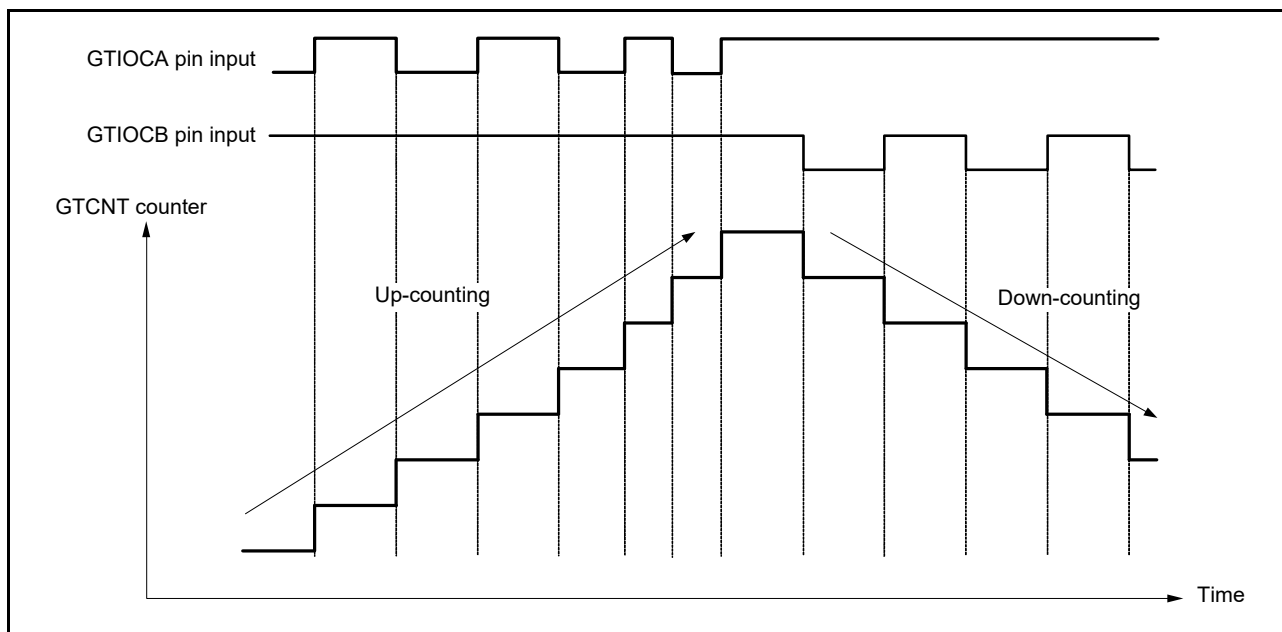 GTIOCA pin input
GTIOCB pin input
GTCNT counter
Up-counting
Down-counting
Time